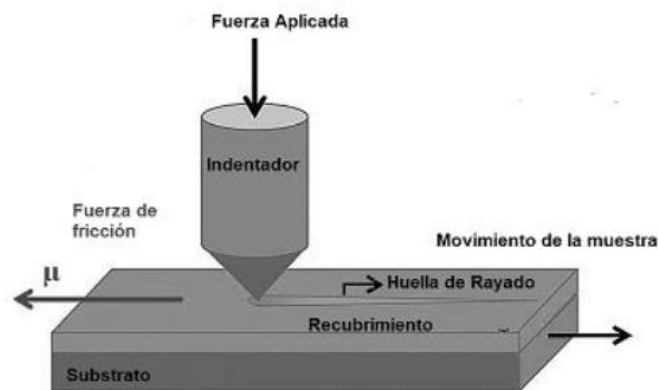 Fuerza Aplicada
Indentador
Fuerza de
fricción
Movimiento de la muestra
μ
Huella de Rayado
Recubrimiento
Substrato